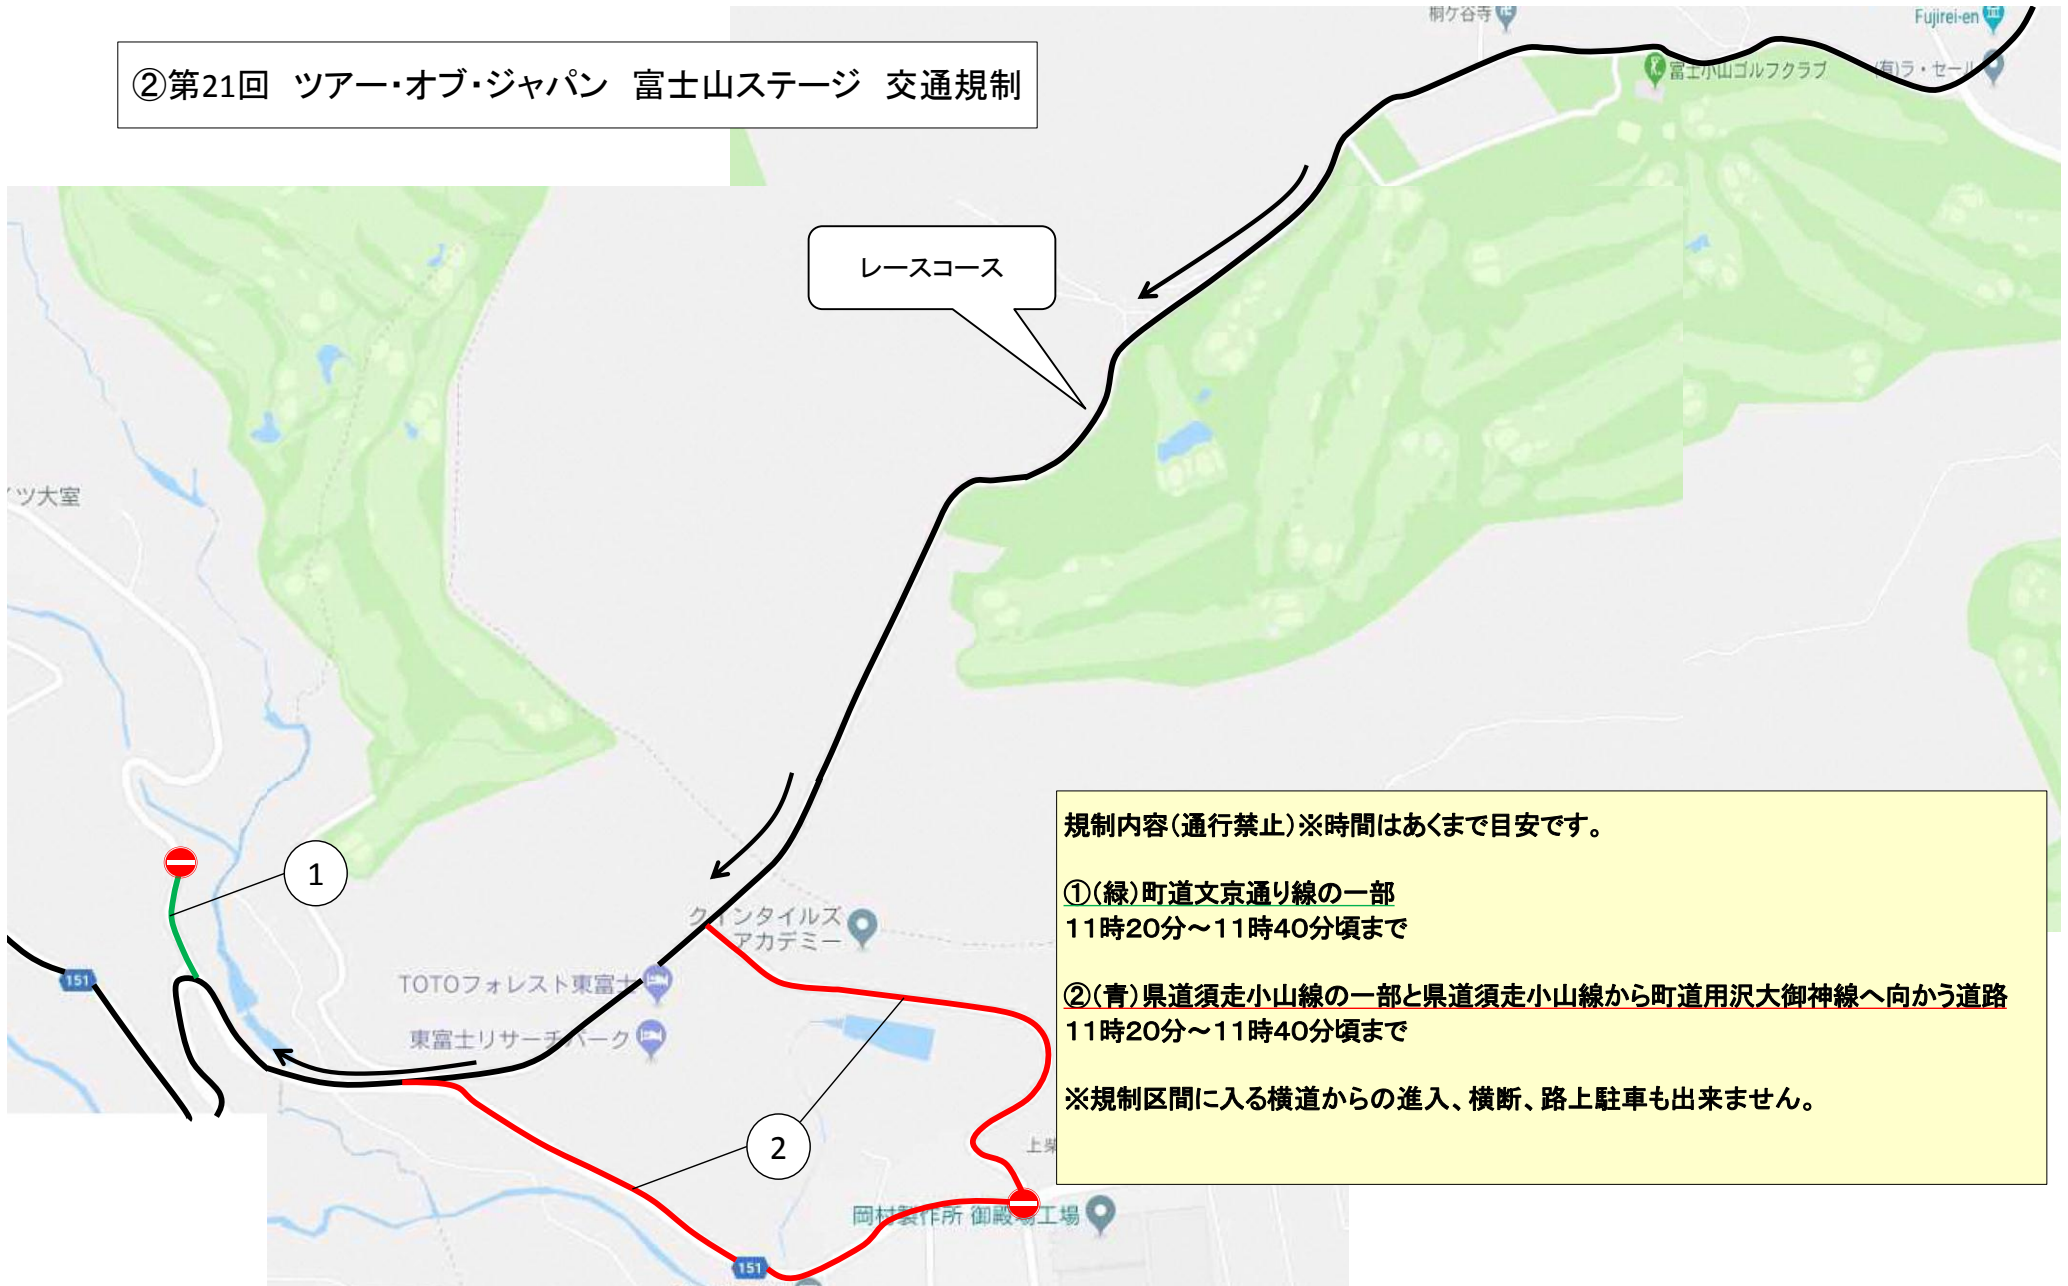 桐ケ谷寺
Fujirei-en
②第21回 ツアー・オブ・ジャパン 富士山ステージ 交通規制
富士小山ゴルフクラブ
(有)ラ・セール
レースコース
ツ大室
規制内容(通行禁止)※時間はあくまで目安です。
①(緑)町道文京通り線の一部
11時20分～11時40分頃まで
②(青)県道須走小山線の一部と県道須走小山線から町道用沢大御神線へ向かう道路
11時20分～11時40分頃まで
※規制区間に入る横道からの進入、横断、路上駐車も出来ません。
1
クインタイルズ
アカデミー
151
TOTOフォレスト東富士
東富士リサーチパーク
2
上柴
岡村製作所 御殿場工場
151